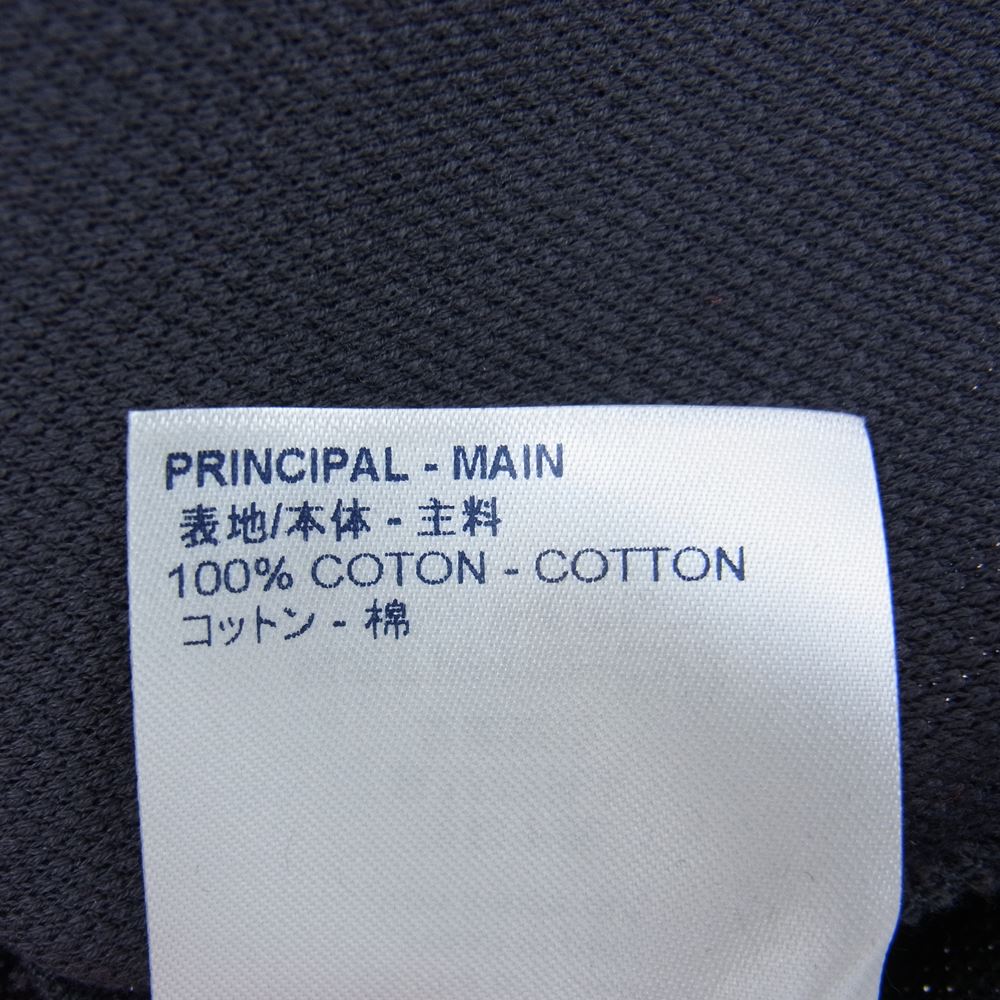 PRINCIPAL - MAIN
表地/本体 - 主料
100% COTON - COTTON
コットン - 棉